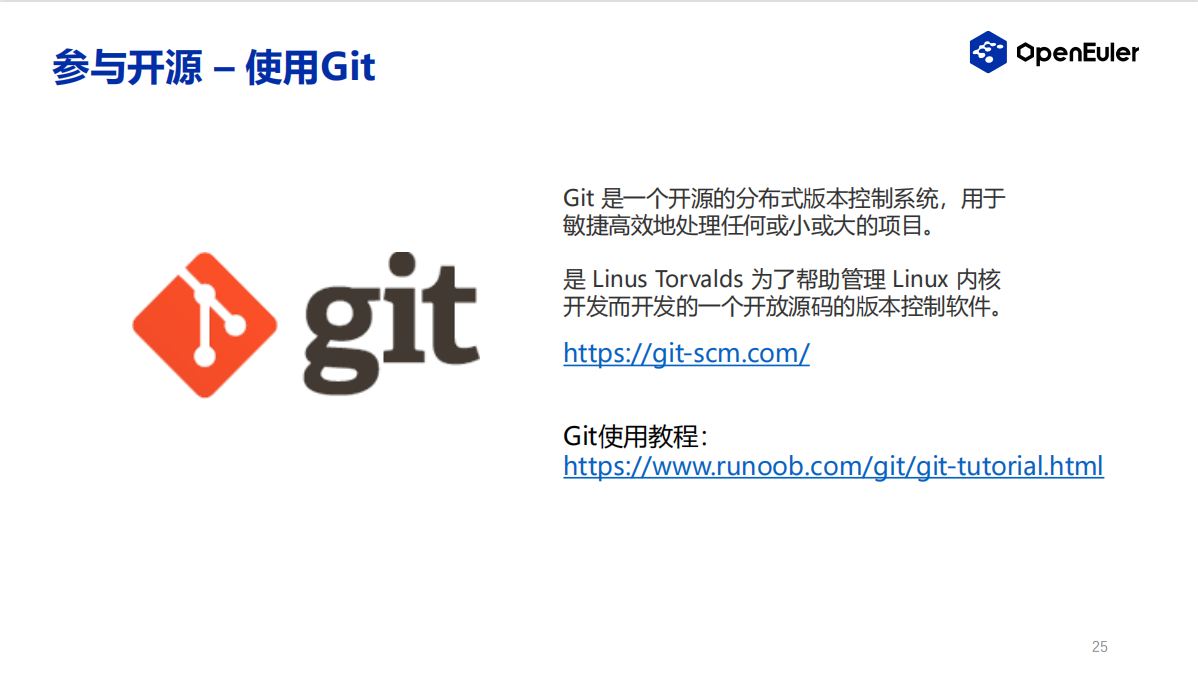 参与开源 – 使用Git
OpenEuler
git
Git 是一个开源的分布式版本控制系统，用于
敏捷高效地处理任何或小或大的项目。
是 Linus Torvalds 为了帮助管理 Linux 内核
开发而开发的一个开放源码的版本控制软件。
https://git-scm.com/
Git使用教程：
https://www.runoob.com/git/git-tutorial.html
25